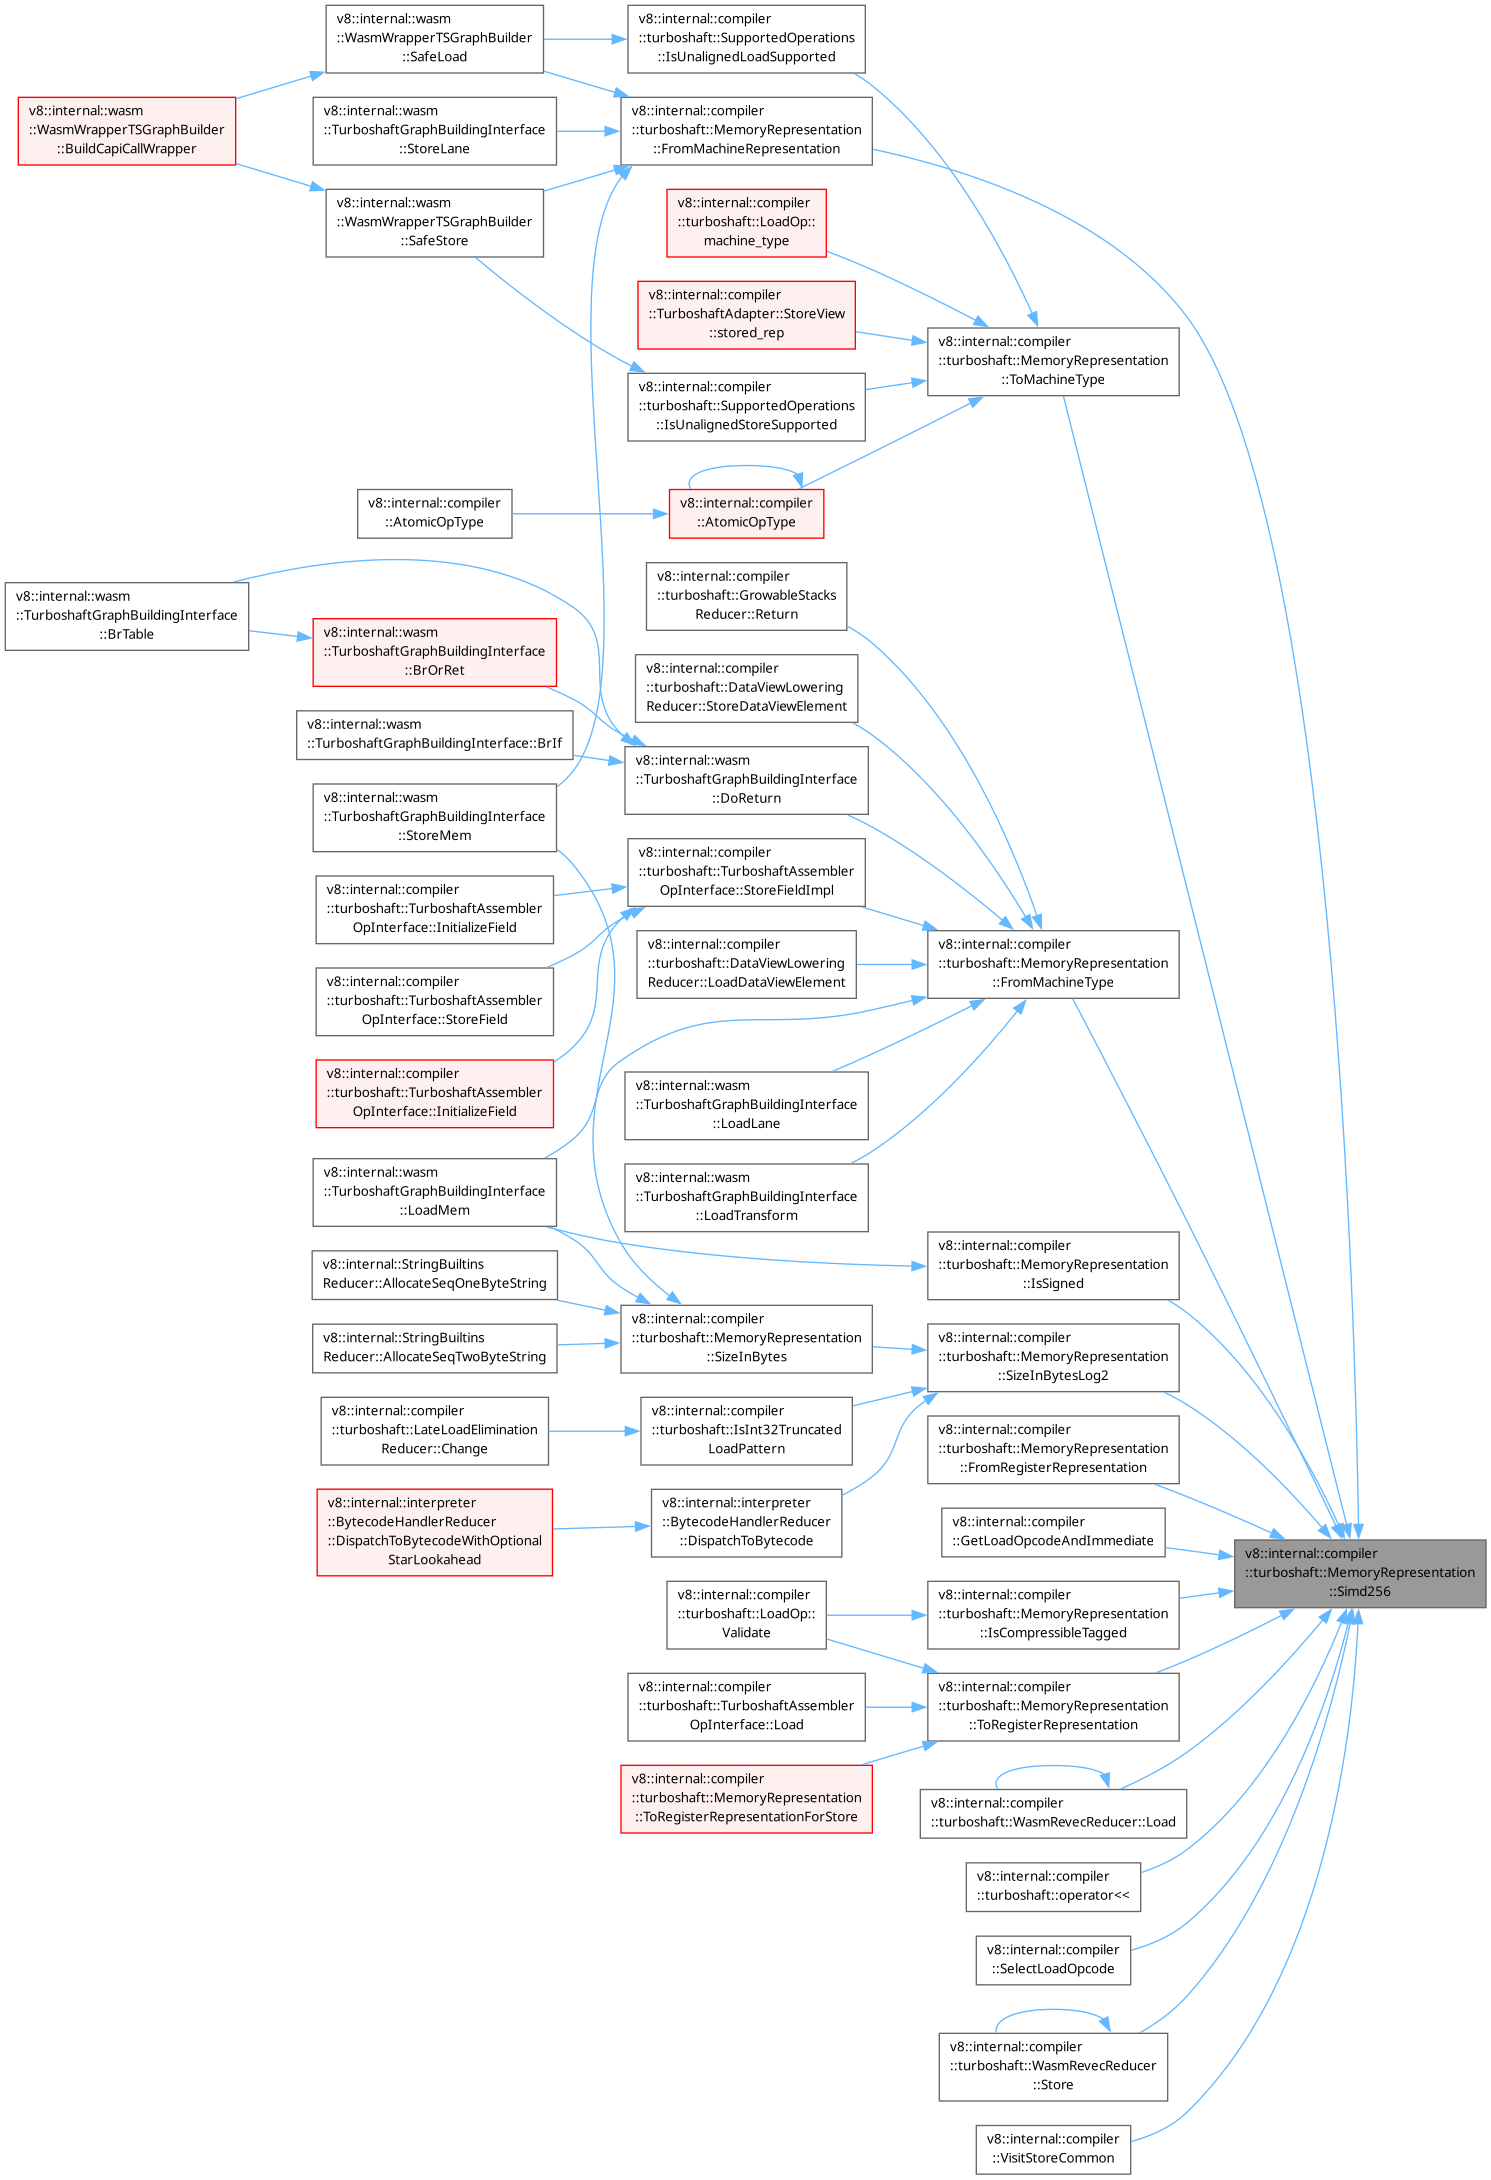 v8::internal::wasm
::WasmWrapperTSGraphBuilder
::SafeLoad
v8::internal::compiler
::turboshaft::SupportedOperations
::IsUnalignedLoadSupported
v8::internal::wasm
::WasmWrapperTSGraphBuilder
::BuildCapiCallWrapper
v8::internal::wasm
::TurboshaftGraphBuildingInterface
::StoreLane
v8::internal::compiler
::turboshaft::MemoryRepresentation
::FromMachineRepresentation
v8::internal::wasm
::WasmWrapperTSGraphBuilder
::SafeStore
v8::internal::compiler
::turboshaft::LoadOp::
machine_type
v8::internal::compiler
::TurboshaftAdapter::StoreView
::stored_rep
v8::internal::compiler
::turboshaft::MemoryRepresentation
::ToMachineType
v8::internal::compiler
::turboshaft::SupportedOperations
::IsUnalignedStoreSupported
v8::internal::compiler
::AtomicOpType
v8::internal::compiler
::AtomicOpType
v8::internal::compiler
::turboshaft::GrowableStacks
Reducer::Return
v8::internal::wasm
::TurboshaftGraphBuildingInterface
::BrTable
v8::internal::wasm
::TurboshaftGraphBuildingInterface
::BrOrRet
v8::internal::compiler
::turboshaft::DataViewLowering
Reducer::StoreDataViewElement
v8::internal::wasm
::TurboshaftGraphBuildingInterface::BrIf
v8::internal::wasm
::TurboshaftGraphBuildingInterface
::DoReturn
v8::internal::wasm
::TurboshaftGraphBuildingInterface
::StoreMem
v8::internal::compiler
::turboshaft::TurboshaftAssembler
OpInterface::StoreFieldImpl
v8::internal::compiler
::turboshaft::TurboshaftAssembler
OpInterface::InitializeField
v8::internal::compiler
::turboshaft::DataViewLowering
Reducer::LoadDataViewElement
v8::internal::compiler
::turboshaft::MemoryRepresentation
::FromMachineType
v8::internal::compiler
::turboshaft::TurboshaftAssembler
OpInterface::StoreField
v8::internal::compiler
::turboshaft::TurboshaftAssembler
OpInterface::InitializeField
v8::internal::wasm
::TurboshaftGraphBuildingInterface
::LoadLane
v8::internal::wasm
::TurboshaftGraphBuildingInterface
::LoadMem
v8::internal::wasm
::TurboshaftGraphBuildingInterface
::LoadTransform
v8::internal::compiler
::turboshaft::MemoryRepresentation
::IsSigned
v8::internal::StringBuiltins
Reducer::AllocateSeqOneByteString
v8::internal::compiler
::turboshaft::MemoryRepresentation
::SizeInBytes
v8::internal::compiler
::turboshaft::MemoryRepresentation
::SizeInBytesLog2
v8::internal::StringBuiltins
Reducer::AllocateSeqTwoByteString
v8::internal::compiler
::turboshaft::LateLoadElimination
Reducer::Change
v8::internal::compiler
::turboshaft::IsInt32Truncated
LoadPattern
v8::internal::compiler
::turboshaft::MemoryRepresentation
::FromRegisterRepresentation
v8::internal::interpreter
::BytecodeHandlerReducer
::DispatchToBytecodeWithOptional
StarLookahead
v8::internal::interpreter
::BytecodeHandlerReducer
::DispatchToBytecode
v8::internal::compiler
::GetLoadOpcodeAndImmediate
v8::internal::compiler
::turboshaft::MemoryRepresentation
::Simd256
v8::internal::compiler
::turboshaft::LoadOp::
Validate
v8::internal::compiler
::turboshaft::MemoryRepresentation
::IsCompressibleTagged
v8::internal::compiler
::turboshaft::TurboshaftAssembler
OpInterface::Load
v8::internal::compiler
::turboshaft::MemoryRepresentation
::ToRegisterRepresentation
v8::internal::compiler
::turboshaft::MemoryRepresentation
::ToRegisterRepresentationForStore
v8::internal::compiler
::turboshaft::WasmRevecReducer::Load
v8::internal::compiler
::turboshaft::operator<<
v8::internal::compiler
::SelectLoadOpcode
v8::internal::compiler
::turboshaft::WasmRevecReducer
::Store
v8::internal::compiler
::VisitStoreCommon